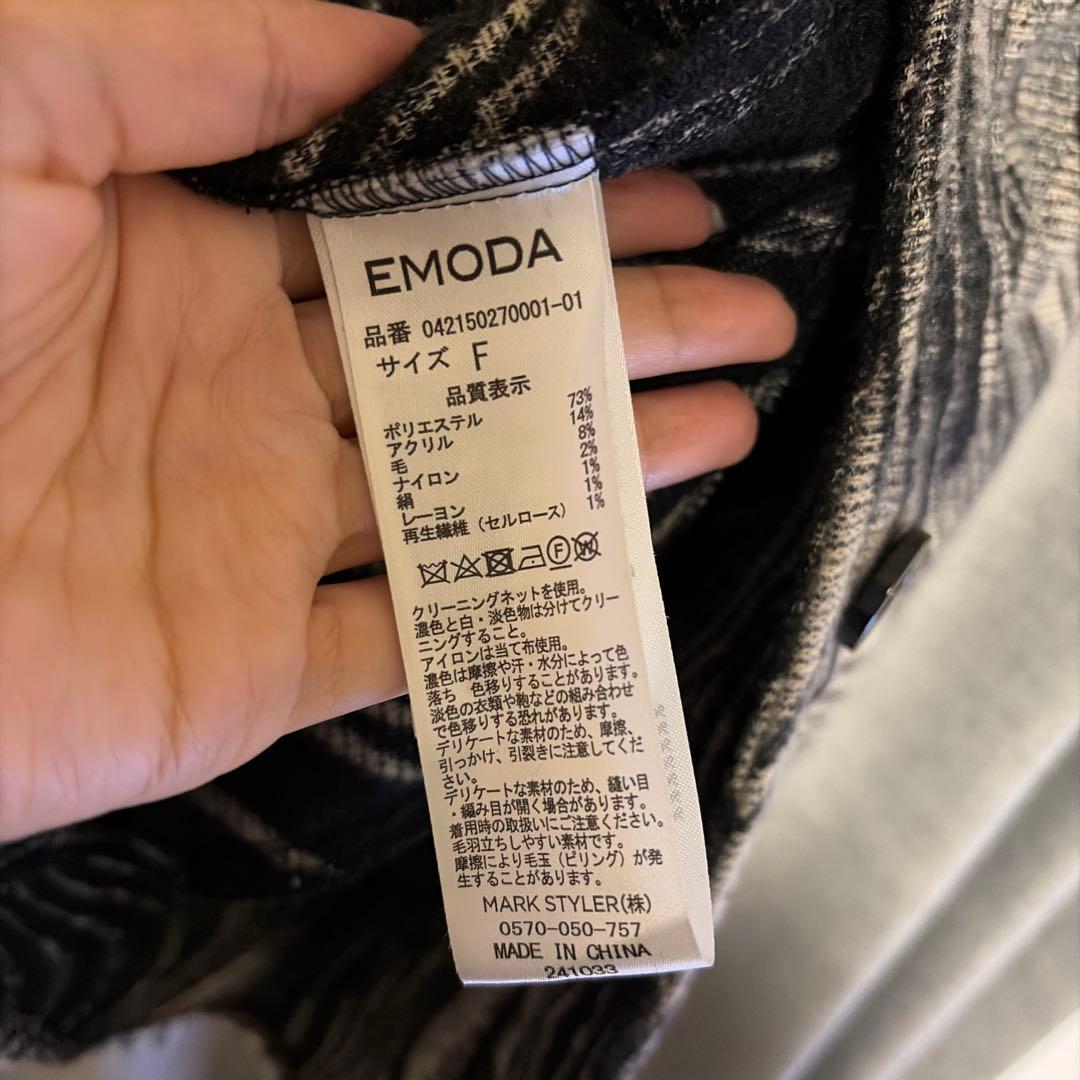 EMODA
品番 042150270001-01
サイズ F
品質表示
ポリエステル 73%
アクリル 14%
毛 8%
ナイロン 2%
絹 1%
レーヨン 1%
再生繊維(セルロース) 1%
F
クリーニングネットを使用。
濃色と白・淡色物は分けてクリー
ニングすること。
アイロンは当て布使用。
濃色は摩擦や汗・水分によって色
落ち 色移りすることがあります。
淡色の衣類や鞄などの組み合わせ
で色移りする恐れがあります。
デリケートな素材のため、摩擦、
引っかけ、引裂きに注意してくだ
さい。
デリケートな素材のため、縫い目
・編み目が開く場合があります。
着用時の取扱いにご注意ください。
毛羽立ちしやすい素材です。
摩擦により毛玉(ピリング)が発
生することがあります。
MARK STYLER(株)
0570-050-757
MADE IN CHINA
241033